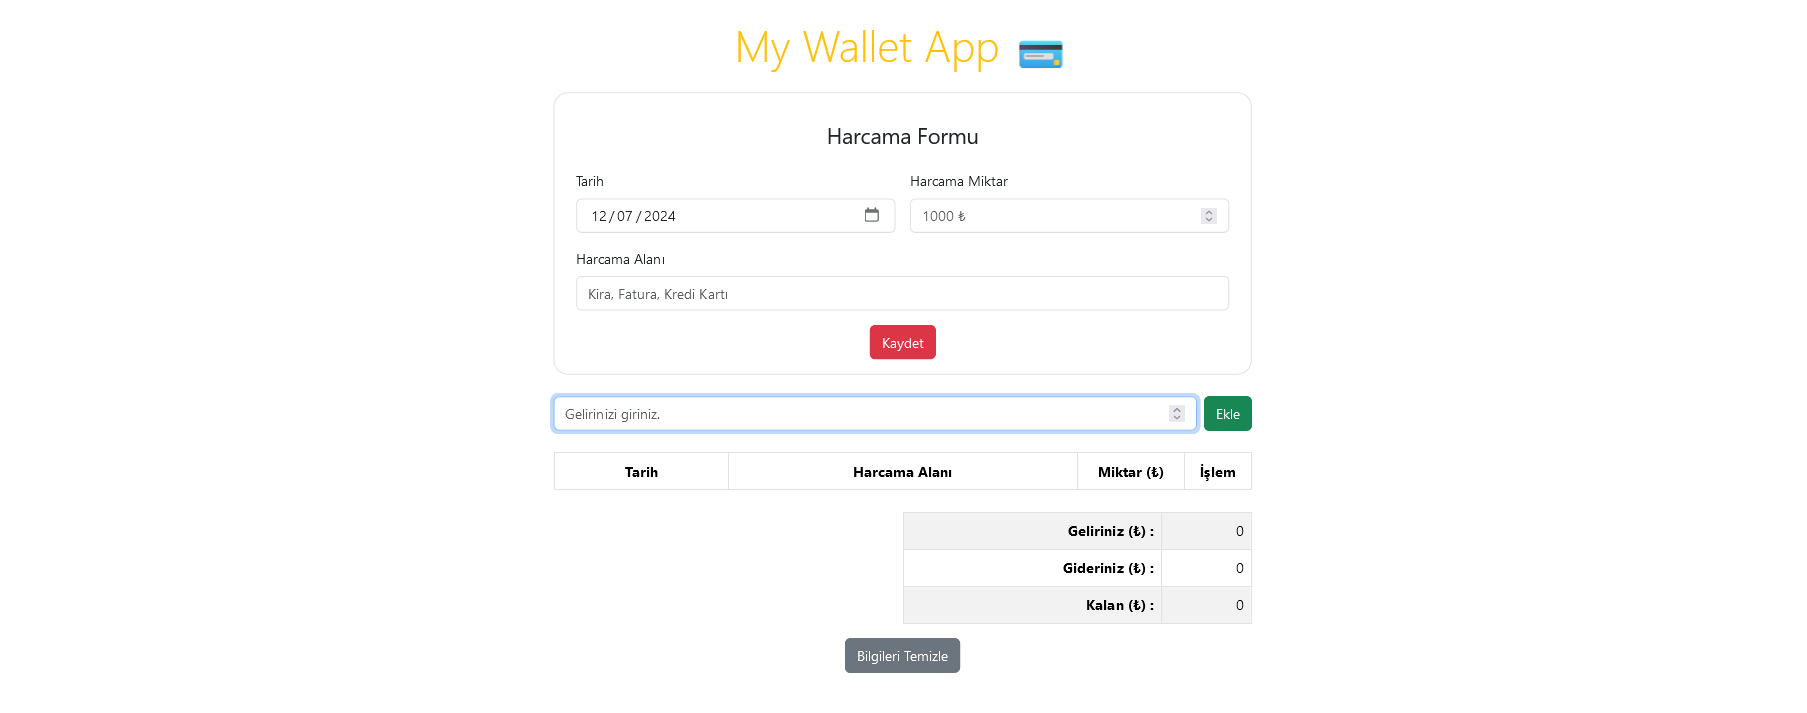 My Wallet App
Harcama Formu
Tarih
12/07/2024
Harcama Miktar
1000 ₺
Harcama Alanı
Kira, Fatura, Kredi Kartı
Kaydet
Gelirinizi giriniz.
Ekle
Tarih Harcama Alanı Miktar (₺) İşlem
Geliriniz (₺) : 0
Gideriniz (₺) : 0
Kalan (₺) : 0
Bilgileri Temizle